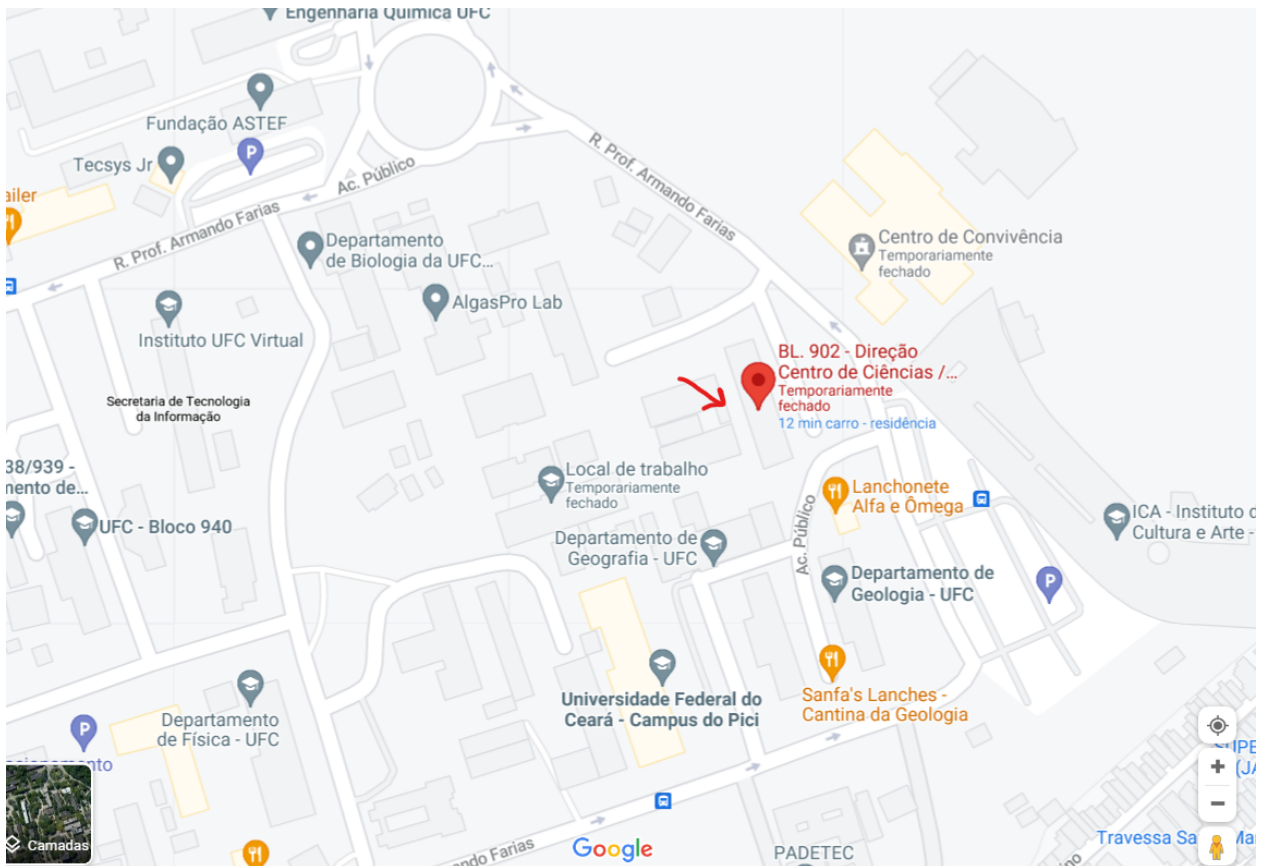 Engenharia Química UFC
Fundação ASTEF
P
Tecsys Jr
ailer
Ac. Público
R. Prof. Armando Farias
R. Prof. Armando Farias
Departamento
de Biologia da UFC...
Centro de Convivência
Temporariamente
fechado
AlgasPro Lab
Instituto UFC Virtual
BL. 902 - Direção
Centro de Ciências /...
Temporariamente
fechado
12 min carro - residência
Secretaria de Tecnologia
da Informação
38/939 -
mento de...
UFC - Bloco 940
Local de trabalho
Temporariamente
fechado
Lanchonete
Alfa e Ômega
Ac. Público
ICA - Instituto d
Cultura e Arte -
Departamento de
Geografia - UFC
Departamento de
Geologia - UFC
P
Universidade Federal do
Ceará - Campus do Pici
Sanfa's Lanches -
Cantina da Geologia
Departamento
de Física - UFC
P
Camadas
Google
PADETEC
ando Farias
Travessa Sa